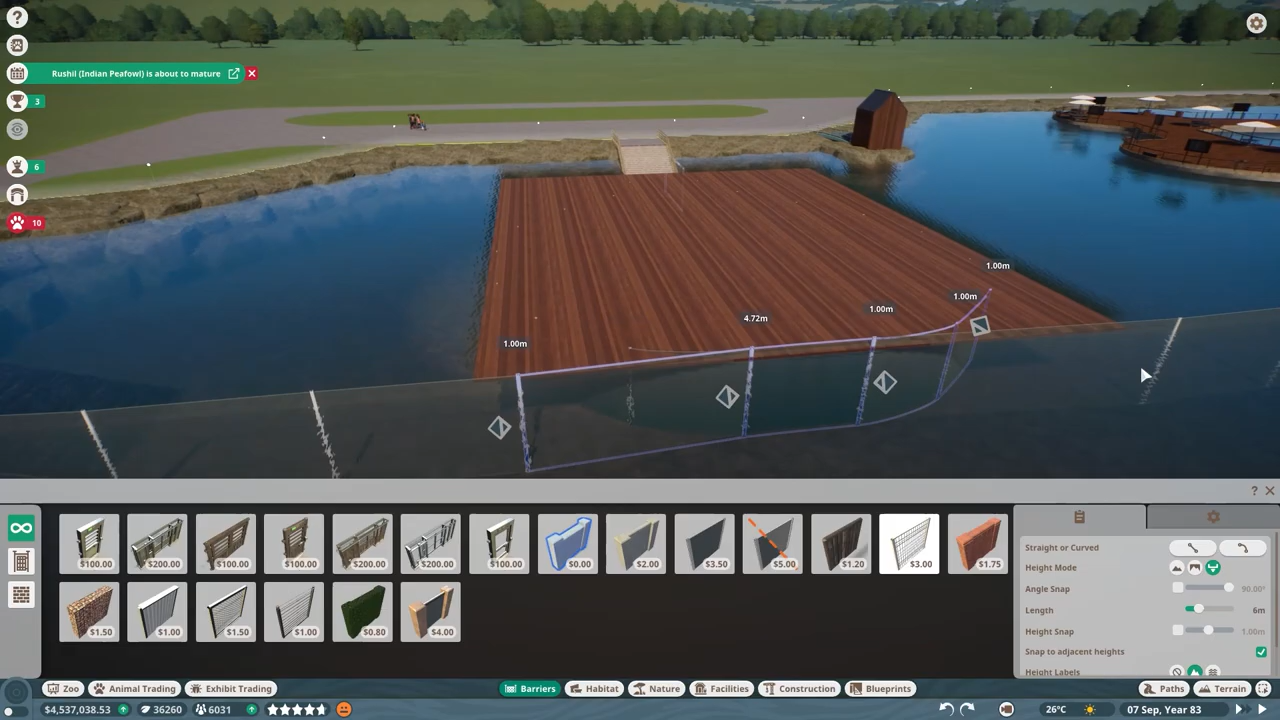 ?
Rushil (Indian Peafowl) is about to mature
3
6
10
1.00m
1.00m
1.00m
4.72m
1.00m
?
$100.00
$200.00
$100.00
$100.00
$200.00
$200.00
$100.00
$0.00
$2.00
$3.50
$5.00
$1.20
$3.00
$1.75
$1.50
$1.00
$1.50
$1.00
$0.80
$4.00
Straight or Curved
Height Mode
Angle Snap 90.00°
Length 6m
Height Snap 1.00m
Snap to adjacent heights
Height Labels
Zoo Animal Trading Exhibit Trading Barriers Habitat Nature Facilities Construction Blueprints Paths Terrain
$4,537,038.53 36260 6031 26°C 07 Sep, Year 83